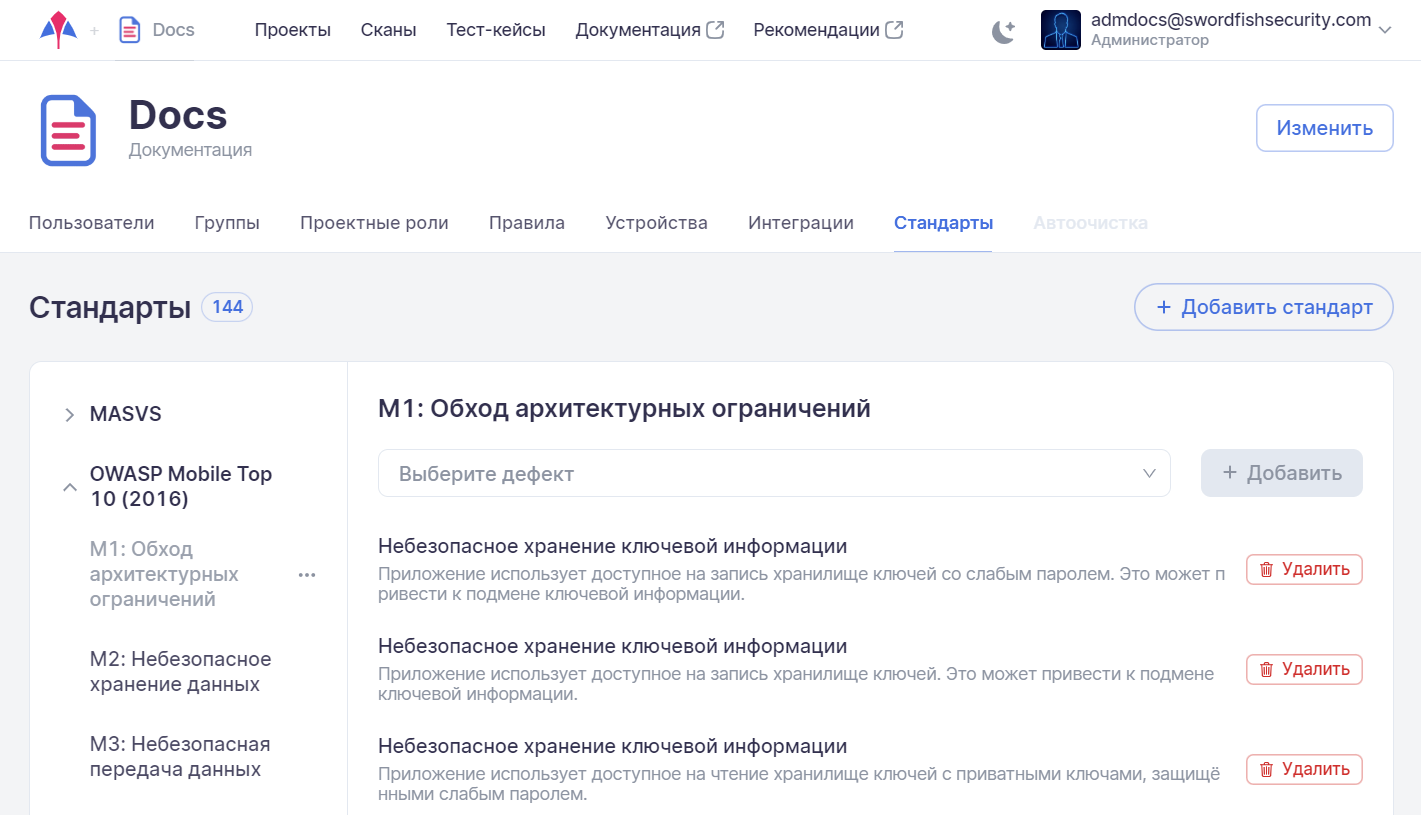 Docs Проекты Сканы Тест-кейсы Документация Рекомендации admdocs@swordfishsecurity.com
Администратор
Docs
Документация
Изменить
Пользователи Группы Проектные роли Правила Устройства Интеграции Стандарты Автоочистка
Стандарты 144
+ Добавить стандарт
MASVS
OWASP Mobile Top
10 (2016)
M1: Обход
архитектурных
ограничений
M2: Небезопасное
хранение данных
M3: Небезопасная
передача данных
M1: Обход архитектурных ограничений
Выберите дефект
+ Добавить
Небезопасное хранение ключевой информации
Приложение использует доступное на запись хранилище ключей со слабым паролем. Это может п
ривести к подмене ключевой информации.
Удалить
Небезопасное хранение ключевой информации
Приложение использует доступное на запись хранилище ключей. Это может привести к подмене
ключевой информации.
Удалить
Небезопасное хранение ключевой информации
Приложение использует доступное на чтение хранилище ключей с приватными ключами, защищё
нными слабым паролем.
Удалить